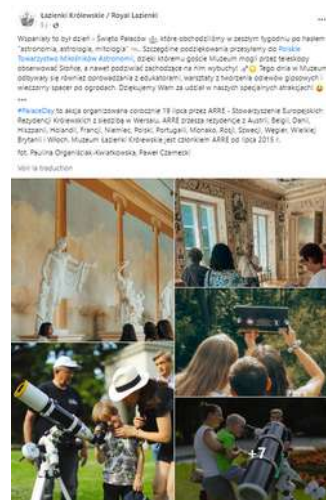 Łazienki Królewskie / Royal Łazienki
Wspaniały to był dzień - Święto Pałaców, które obchodziliśmy w zeszłym tygodniu pod hasłem
"astronomia, astrologia, mitologia". Szczególne podziękowania przesyłamy do Polskie
Towarzystwo Miłośników Astronomii, dzięki któremu goście Muzeum mogli przez teleskopy
obserwować Słońce, a nawet podziwiać zachodzące na nim wybuchy! Tego dnia w Muzeum
odbywały się również oprowadzania z edukatorami, warsztaty z tworzenia odlewów gipsowych i
wieczorny spacer po ogrodach. Dziękujemy Wam za udział w naszych specjalnych atrakcjach!
***
#PalaceDay to akcja organizowana corocznie 19 lipca przez ARRE - Stowarzyszenie Europejskich
Rezydencji Królewskich z siedzibą w Wersalu. ARRE zrzesza rezydencje z Austrii, Belgii, Danii,
Hiszpanii, Holandii, Francji, Niemiec, Polski, Portugalii, Monako, Rosji, Szwecji, Węgier, Wielkiej
Brytanii i Włoch. Muzeum Łazienki Królewskie jest członkiem ARRE od lipca 2015 r.
fot. Paulina Organiściak-Kwiatkowska, Paweł Czarnecki
Voir la traduction
+7